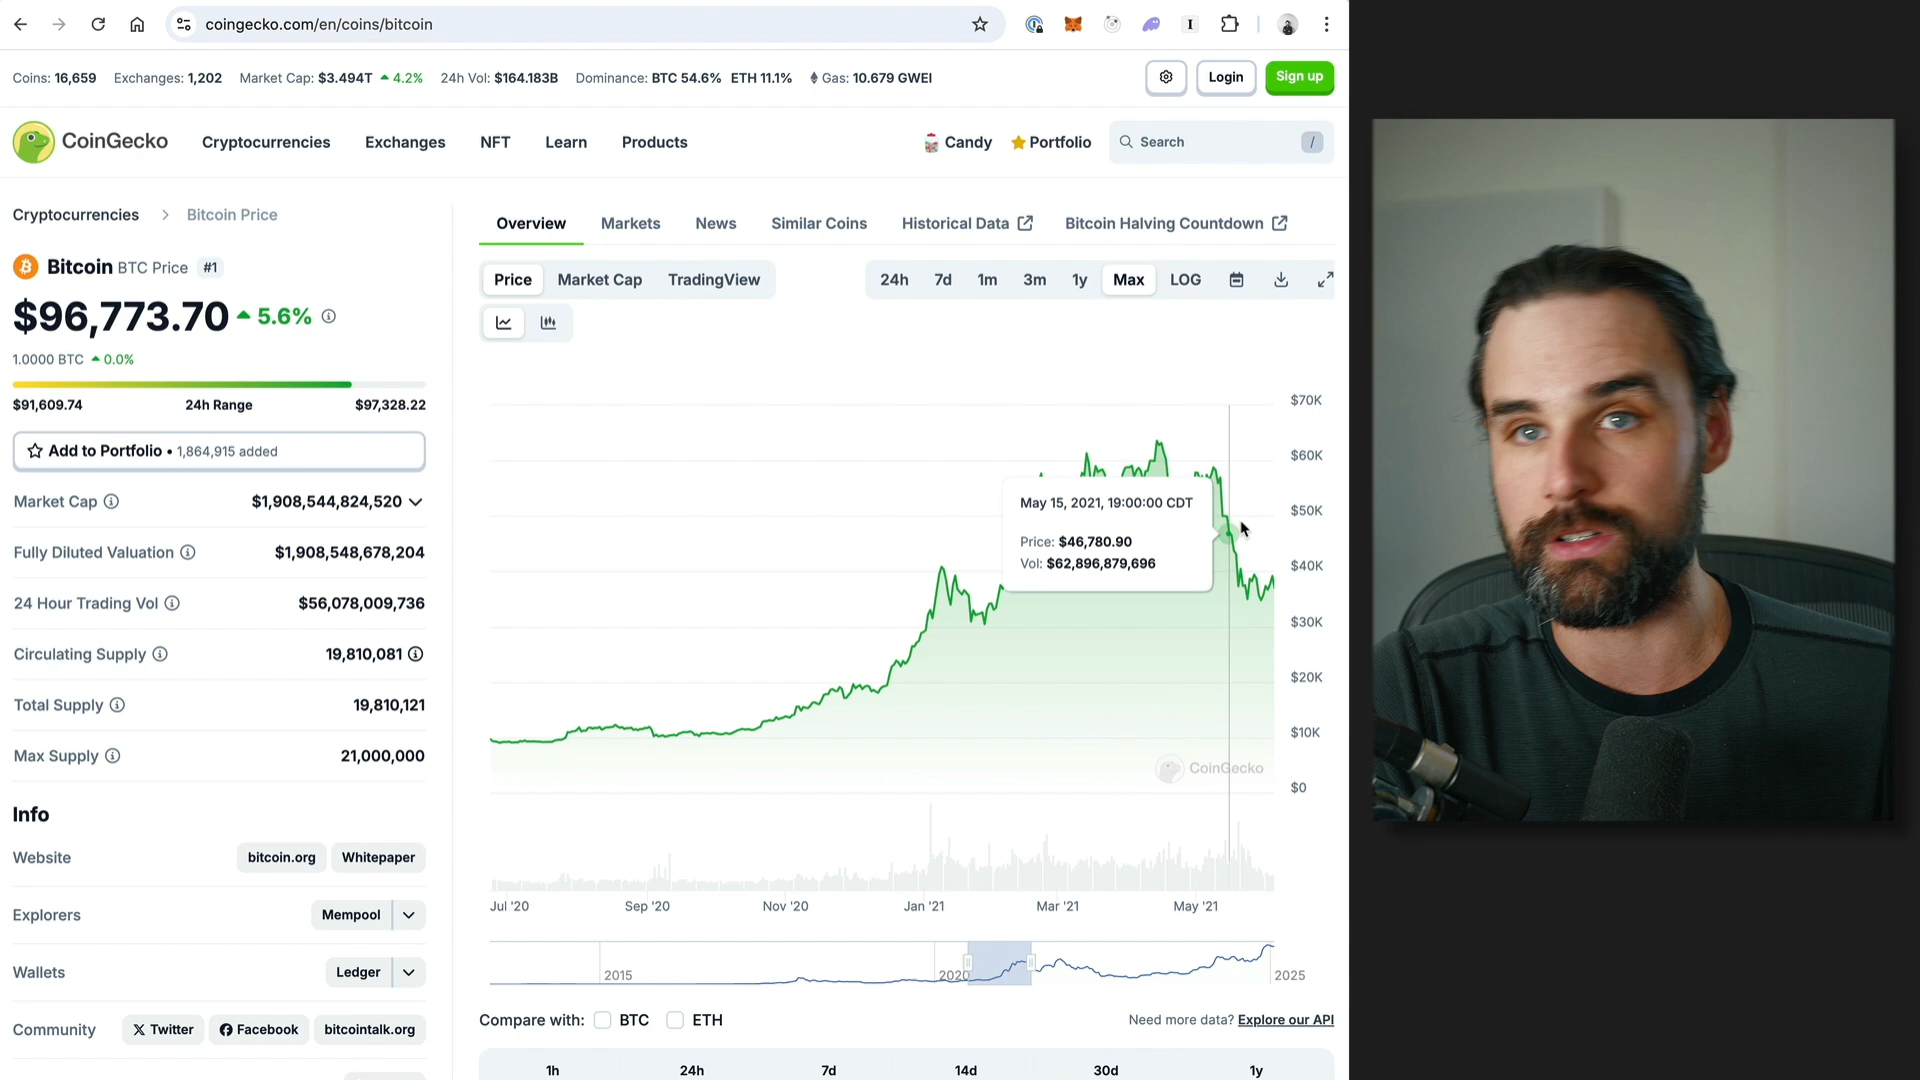 coingecko.com/en/coins/bitcoin
Coins: 16,659 Exchanges: 1,202 Market Cap: $3.494T 4.2% 24h Vol: $164.183B Dominance: BTC 54.6% ETH 11.1% Gas: 10.679 GWEI
Login
Sign up
CoinGecko
Cryptocurrencies Exchanges NFT Learn Products
Candy Portfolio Search /
Cryptocurrencies > Bitcoin Price
Bitcoin BTC Price #1
$96,773.70 5.6%
1.0000 BTC 0.0%
$91,609.74 24h Range $97,328.22
Add to Portfolio • 1,864,915 added
Market Cap $1,908,544,824,520
Fully Diluted Valuation $1,908,548,678,204
24 Hour Trading Vol $56,078,009,736
Circulating Supply 19,810,081
Total Supply 19,810,121
Max Supply 21,000,000
Info
Website bitcoin.org Whitepaper
Explorers Mempool
Wallets Ledger
Community Twitter Facebook bitcointalk.org
Overview Markets News Similar Coins Historical Data Bitcoin Halving Countdown
Price Market Cap TradingView
24h 7d 1m 3m 1y Max LOG
$70K
$60K
$50K
$40K
$30K
$20K
$10K
$0
May 15, 2021, 19:00:00 CDT
Price: $46,780.90
Vol: $62,896,879,696
CoinGecko
Jul '20 Sep '20 Nov '20 Jan '21 Mar '21 May '21
2015 2020 2025
Compare with: BTC ETH
Need more data? Explore our API
1h 24h 7d 14d 30d 1y